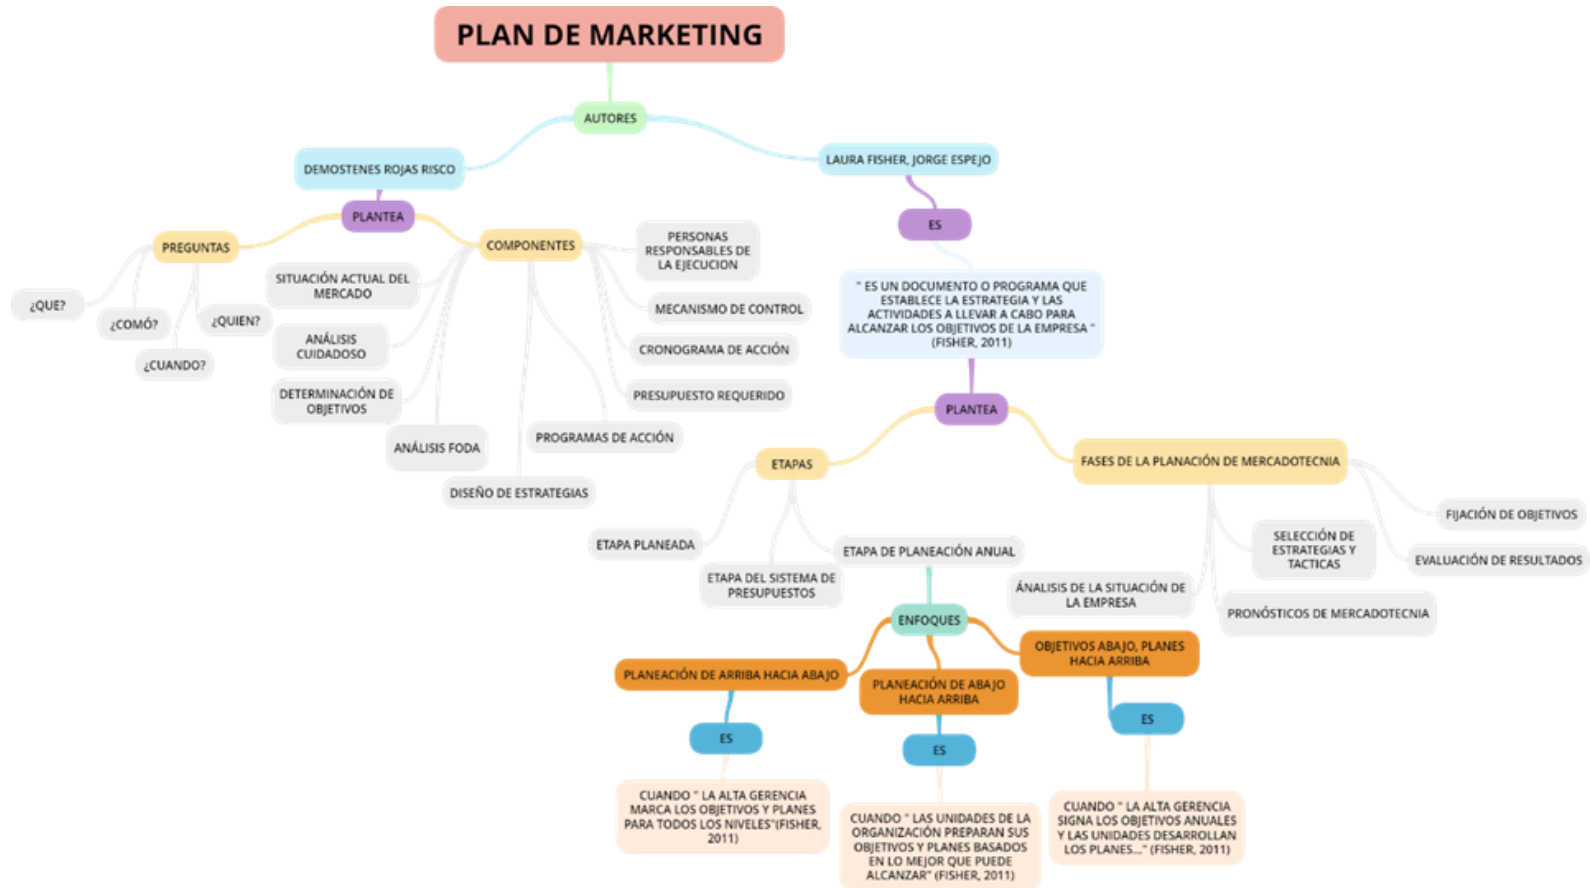 PLAN DE MARKETING
AUTORES
DEMOSTENES ROJAS RISCO
PLANTEA
PREGUNTAS
¿QUE?
¿COMÓ?
¿CUANDO?
¿QUIEN?
COMPONENTES
SITUACIÓN ACTUAL DEL
MERCADO
ANÁLISIS
CUIDADOSO
DETERMINACIÓN DE
OBJETIVOS
ANÁLISIS FODA
DISEÑO DE ESTRATEGIAS
PROGRAMAS DE ACCIÓN
PRESUPUESTO REQUERIDO
CRONOGRAMA DE ACCIÓN
MECANISMO DE CONTROL
PERSONAS
RESPONSABLES DE
LA EJECUCION
LAURA FISHER, JORGE ESPEJO
ES
" ES UN DOCUMENTO O PROGRAMA QUE
ESTABLECE LA ESTRATEGIA Y LAS
ACTIVIDADES A LLEVAR A CABO PARA
ALCANZAR LOS OBJETIVOS DE LA EMPRESA "
(FISHER, 2011)
PLANTEA
ETAPAS
ETAPA PLANEADA
ETAPA DEL SISTEMA DE
PRESUPUESTOS
ETAPA DE PLANEACIÓN ANUAL
ENFOQUES
PLANEACIÓN DE ARRIBA HACIA ABAJO
ES
CUANDO " LA ALTA GERENCIA
MARCA LOS OBJETIVOS Y PLANES
PARA TODOS LOS NIVELES"(FISHER,
2011)
PLANEACIÓN DE ABAJO
HACIA ARRIBA
ES
CUANDO " LAS UNIDADES DE LA
ORGANIZACIÓN PREPARAN SUS
OBJETIVOS Y PLANES BASADOS
EN LO MEJOR QUE PUEDE
ALCANZAR" (FISHER, 2011)
OBJETIVOS ABAJO, PLANES
HACIA ARRIBA
ES
CUANDO " LA ALTA GERENCIA
SIGNA LOS OBJETIVOS ANUALES
Y LAS UNIDADES DESARROLLAN
LOS PLANES..." (FISHER, 2011)
FASES DE LA PLANACIÓN DE MERCADOTECNIA
ÁNALISIS DE LA SITUACIÓN DE
LA EMPRESA
PRONÓSTICOS DE MERCADOTECNIA
SELECCIÓN DE
ESTRATEGIAS Y
TACTICAS
EVALUACIÓN DE RESULTADOS
FIJACIÓN DE OBJETIVOS